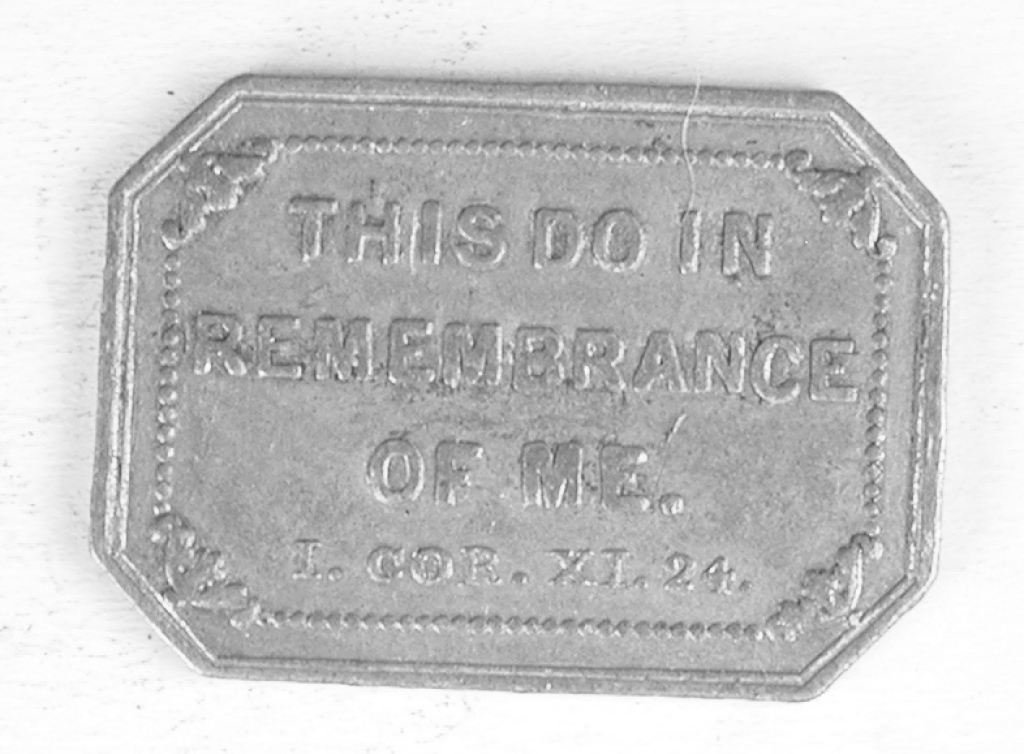 THIS DO IN
REMEMBRANCE
OF ME.
I. COR. XI. 24.